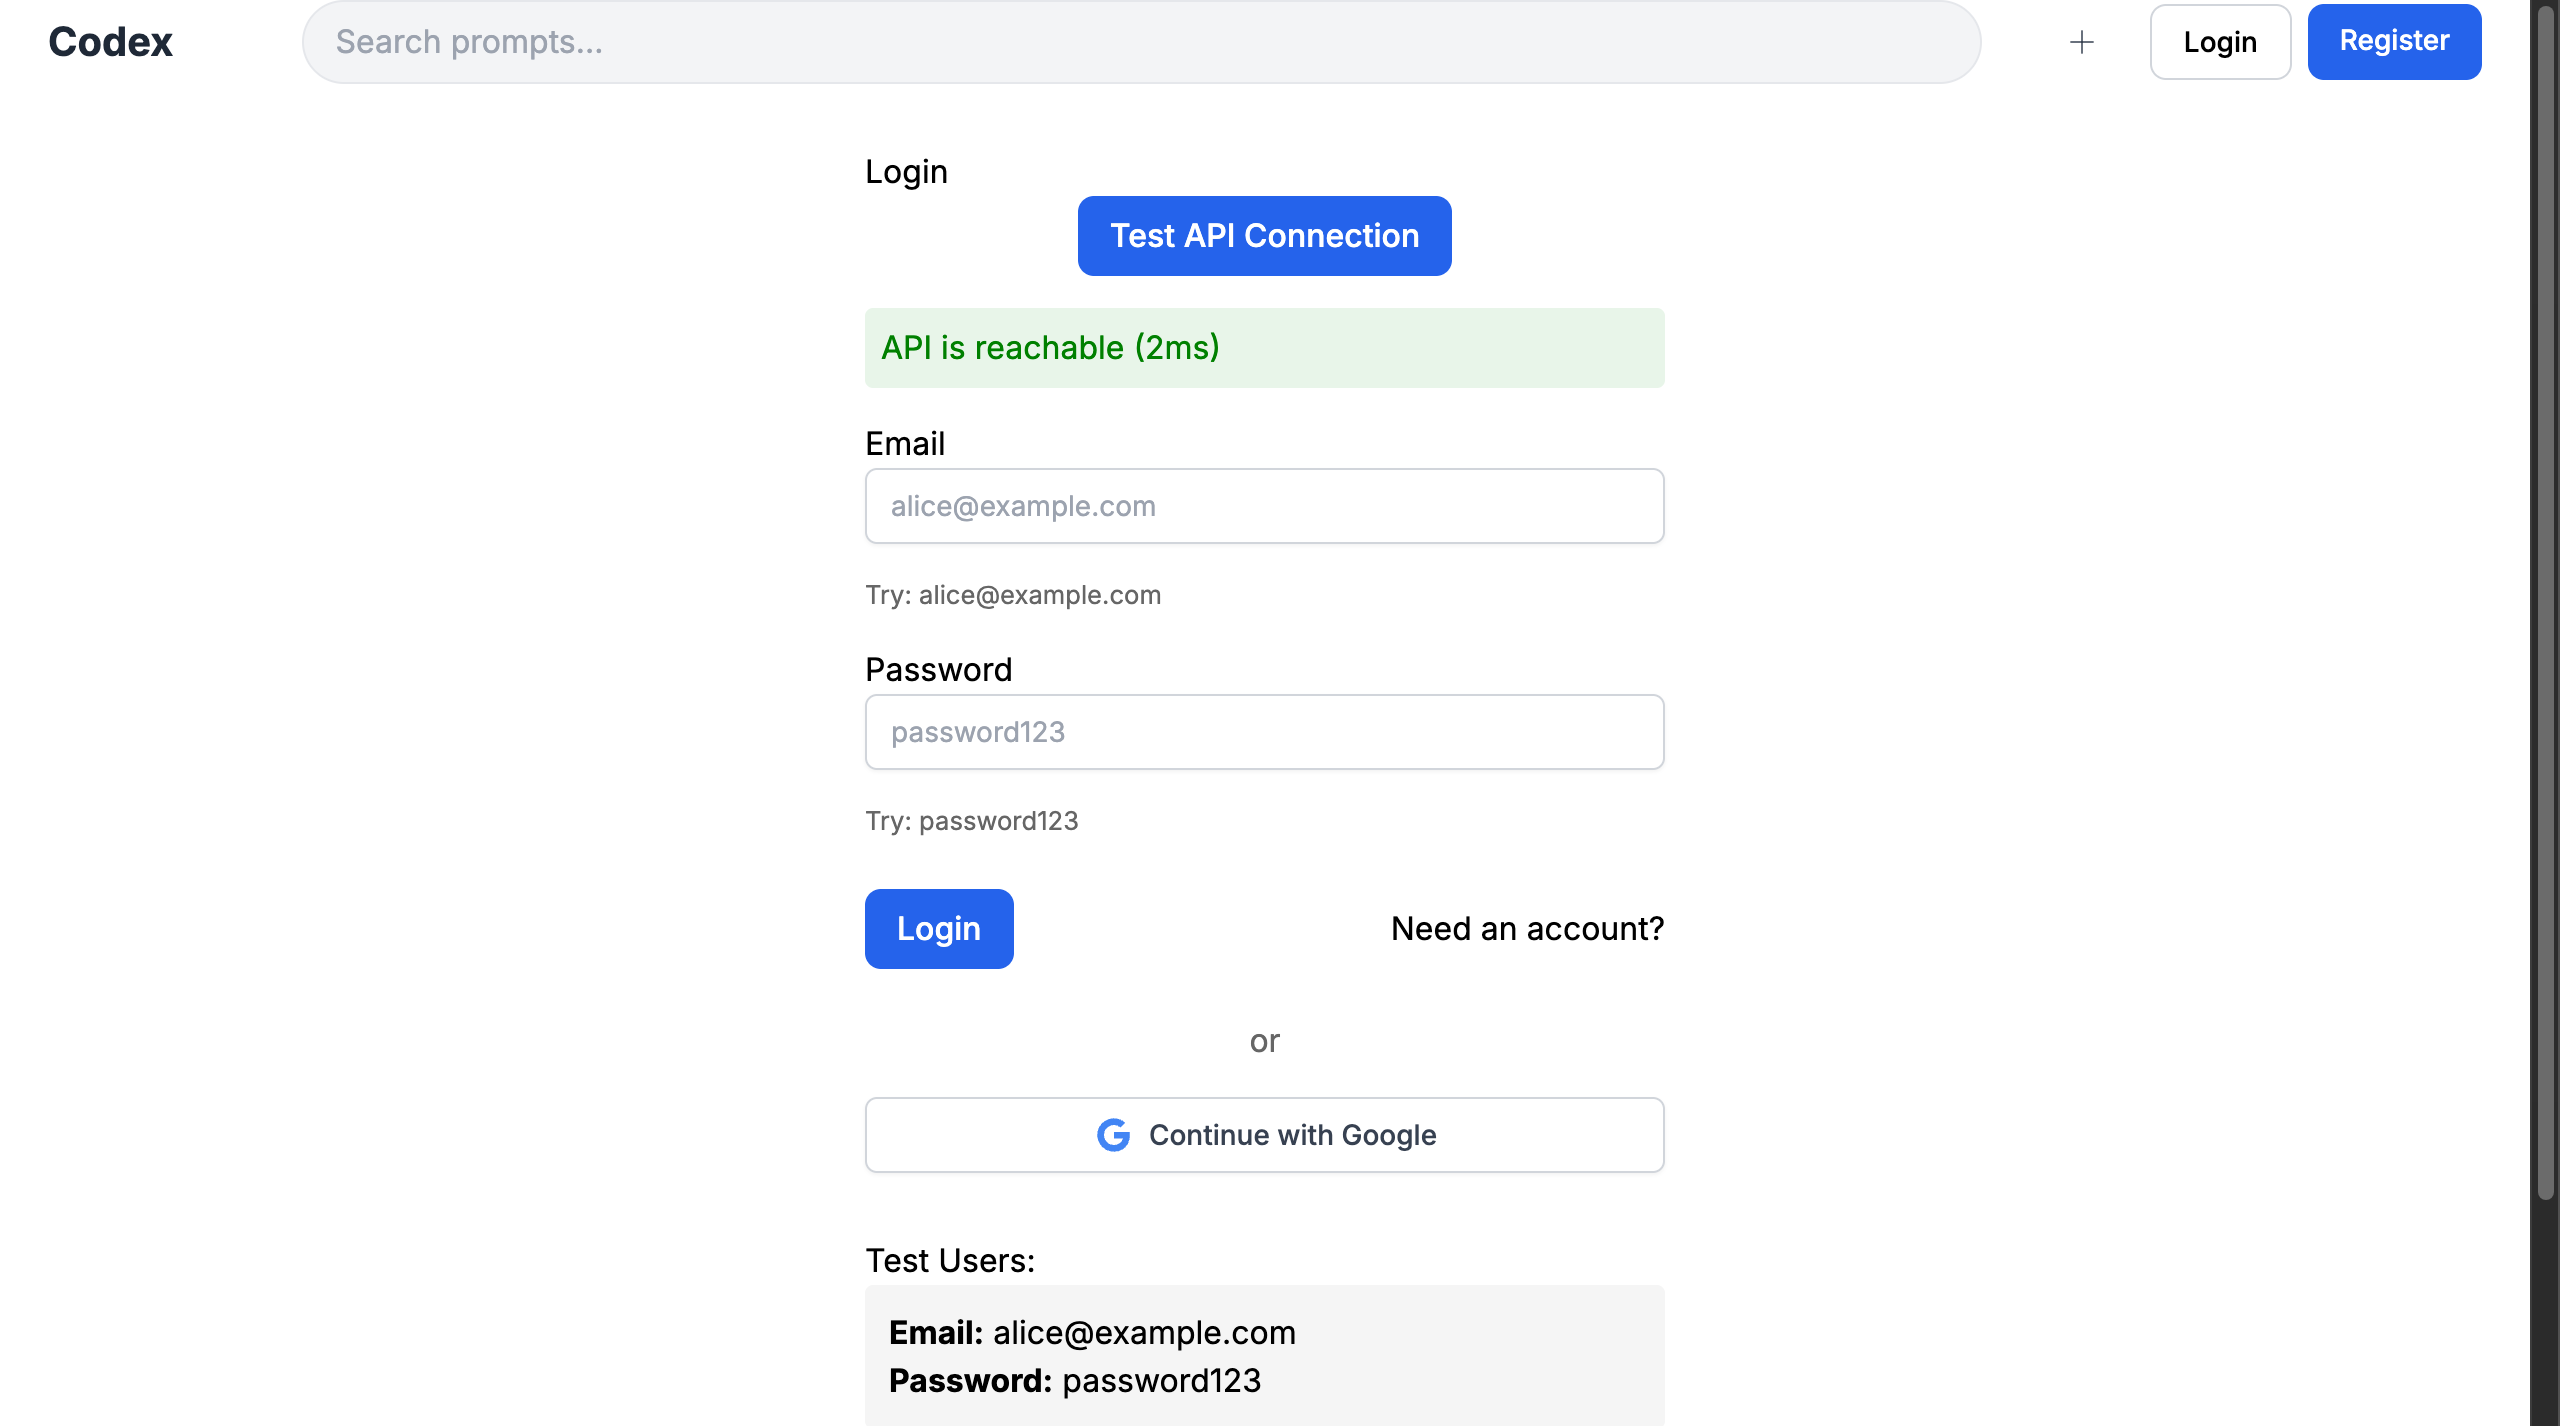 Codex
Search prompts...
+
Login
Register
Login
Test API Connection
API is reachable (2ms)
Email
alice@example.com
Try: alice@example.com
Password
password123
Try: password123
Login
Need an account?
or
Continue with Google
Test Users:
Email: alice@example.com
Password: password123